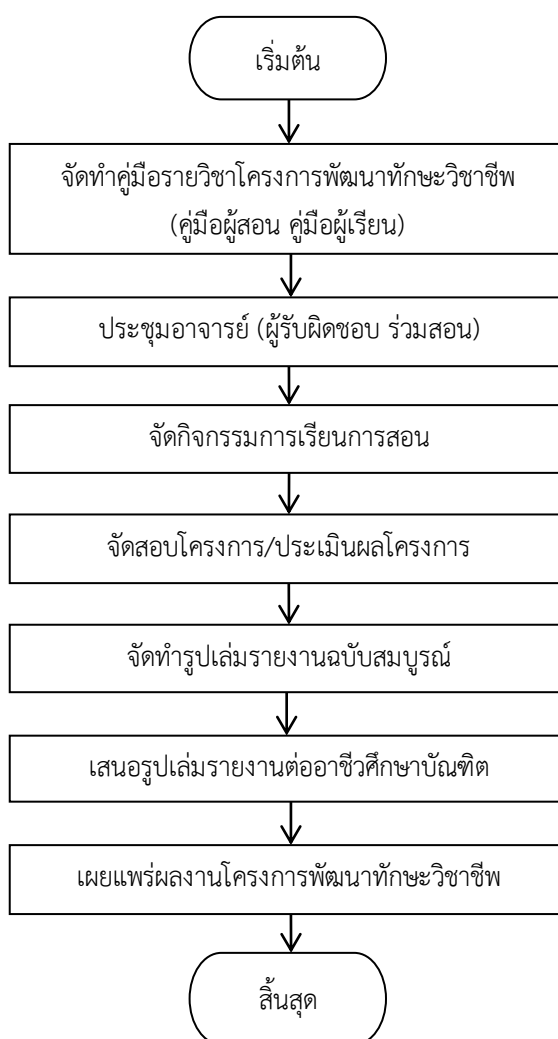 เริ่มต้น
จัดทำคู่มือรายวิชาโครงการพัฒนาทักษะวิชาชีพ
(คู่มือผู้สอน คู่มือผู้เรียน)
ประชุมอาจารย์ (ผู้รับผิดชอบ ร่วมสอน)
จัดกิจกรรมการเรียนการสอน
จัดสอบโครงการ/ประเมินผลโครงการ
จัดทำรูปเล่มรายงานฉบับสมบูรณ์
เสนอรูปเล่มรายงานต่ออาชีวศึกษาบัณฑิต
เผยแพร่ผลงานโครงการพัฒนาทักษะวิชาชีพ
สิ้นสุด